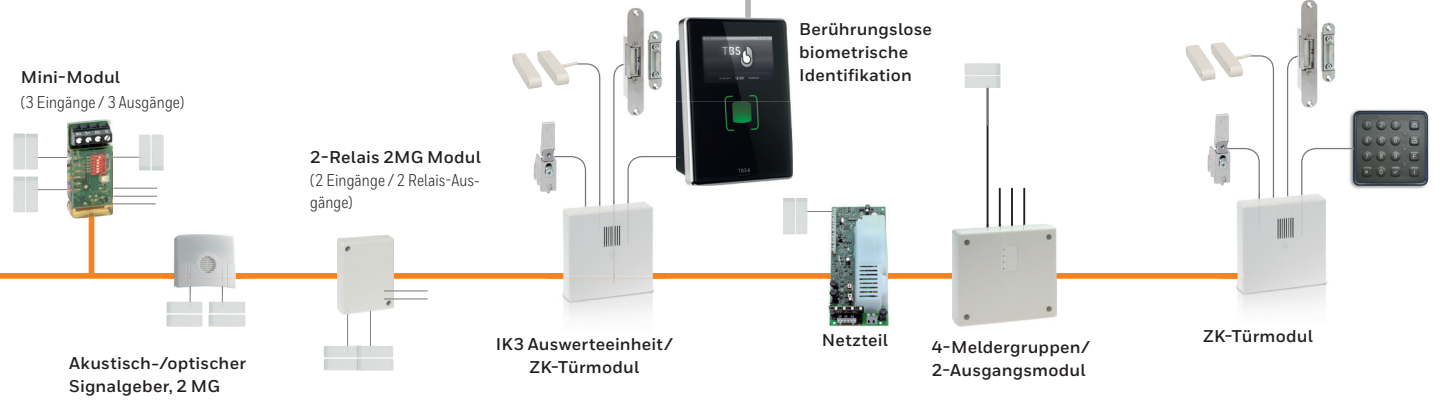 Mini-Modul
(3 Eingänge / 3 Ausgänge)
Akustisch-/optischer
Signalgeber, 2 MG
2-Relais 2MG Modul
(2 Eingänge / 2 Relais-Aus-
gänge)
IK3 Auswerteeinheit/
ZK-Türmodul
TBS
Berührungslose
biometrische
Identifikation
Netzteil
4-Meldergruppen/
2-Ausgangsmodul
ZK-Türmodul